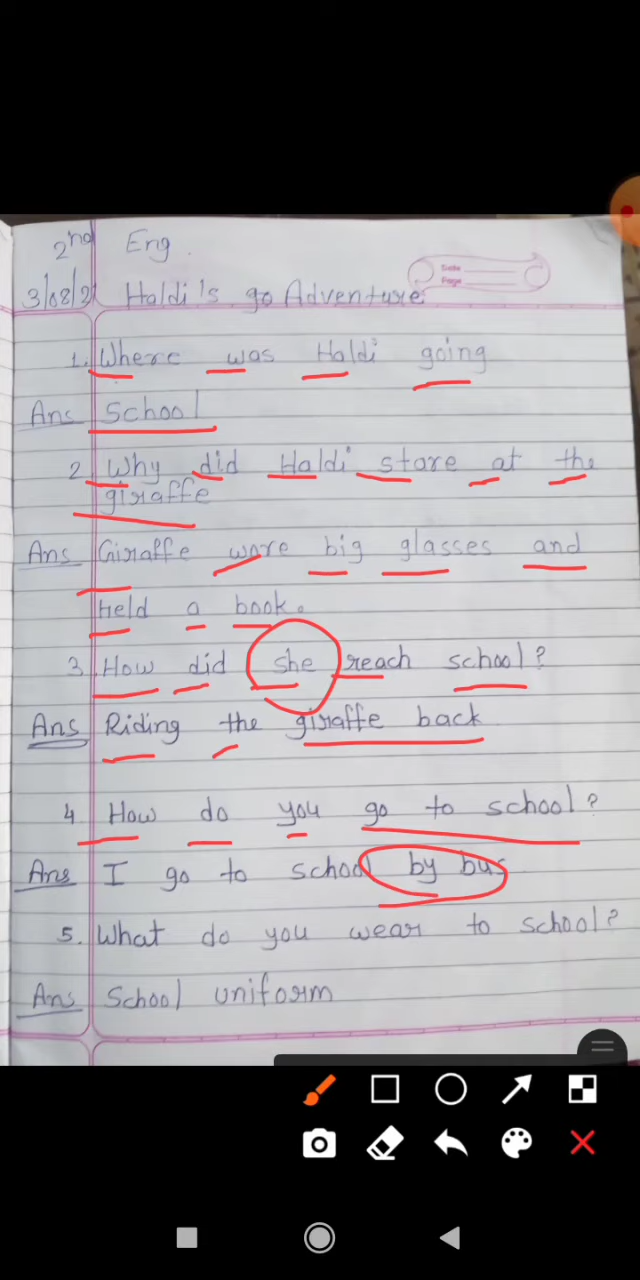 2nd Eng.
Date
Page
3/08/21 Haldi's go Adventure
1. Where was Haldi going
Ans School
2. Why did Haldi stare at the
giraffe
Ans Giraffe wore big glasses and
Held a book.
3. How did she reach school?
Ans Riding the giraffe back
4. How do you go to school?
Ans I go to school by bus
5. What do you wear to school?
Ans School uniform